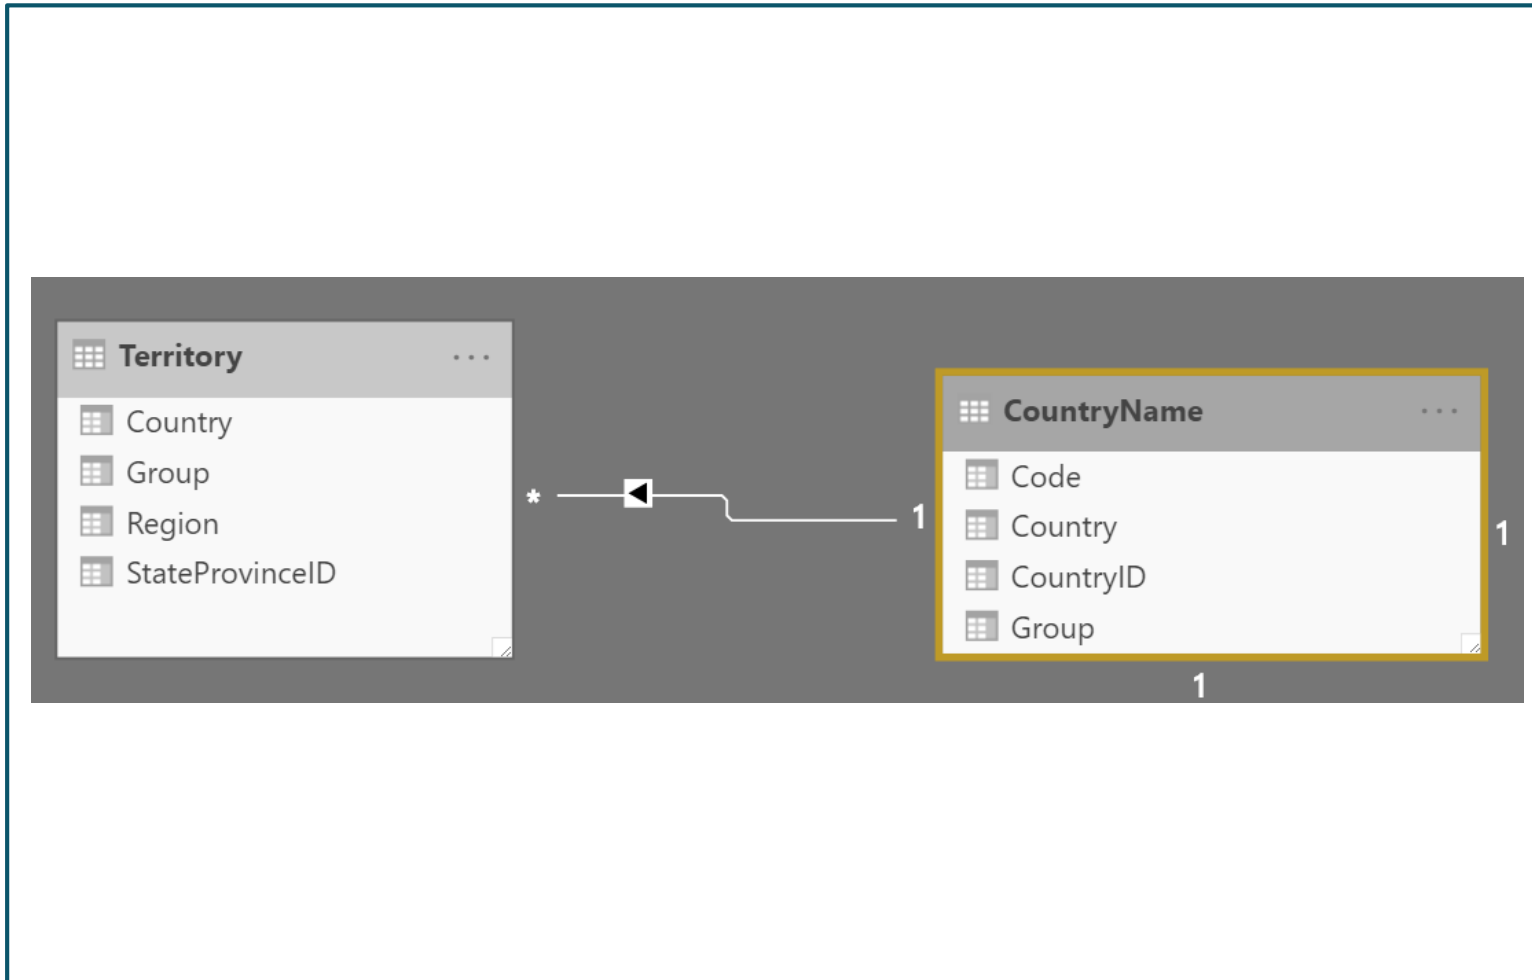 Territory ...
Country
Group
Region
StateProvinceID
*
1
CountryName ...
Code
Country
CountryID
Group
1
1